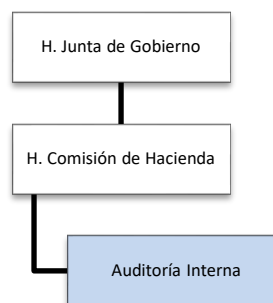 H. Junta de Gobierno
H. Comisión de Hacienda
Auditoría Interna